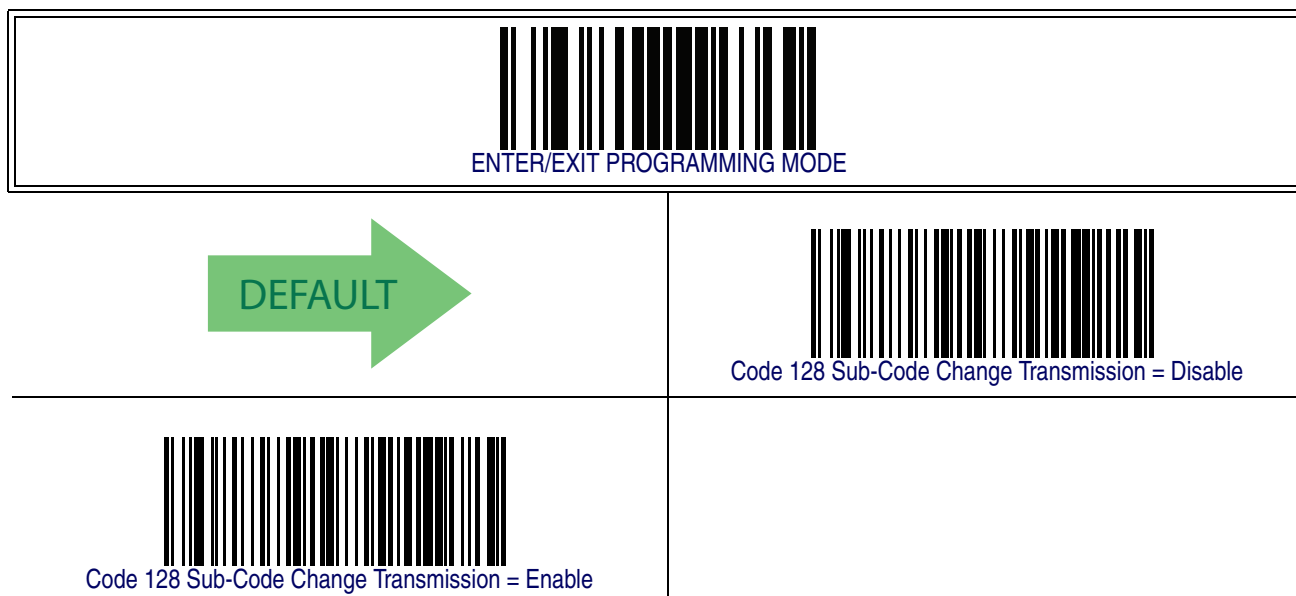 ENTER/EXIT PROGRAMMING MODE
DEFAULT
Code 128 Sub-Code Change Transmission = Disable
Code 128 Sub-Code Change Transmission = Enable